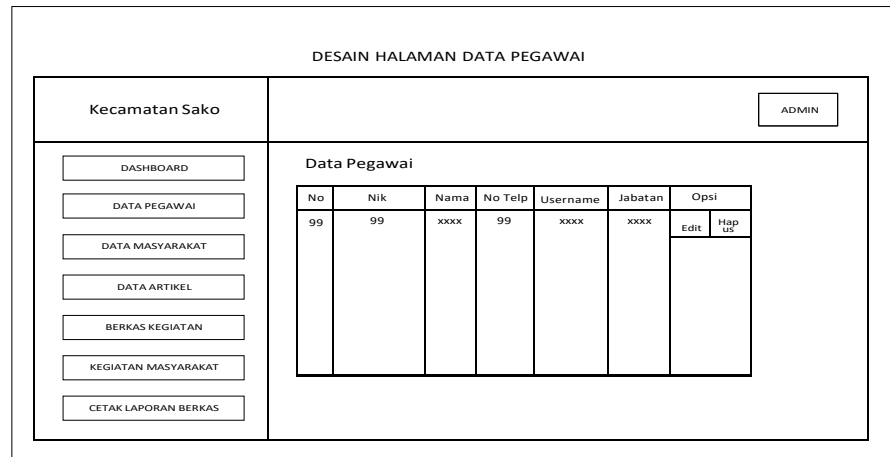 DESAIN HALAMAN DATA PEGAWAI
Kecamatan Sako
ADMIN
DASHBOARD
DATA PEGAWAI
DATA MASYARAKAT
DATA ARTIKEL
BERKAS KEGIATAN
KEGIATAN MASYARAKAT
CETAK LAPORAN BERKAS
Data Pegawai
No Nik Nama No Telp Username Jabatan Opsi
99 99 xxxx 99 xxxx xxxx Edit Hap
us